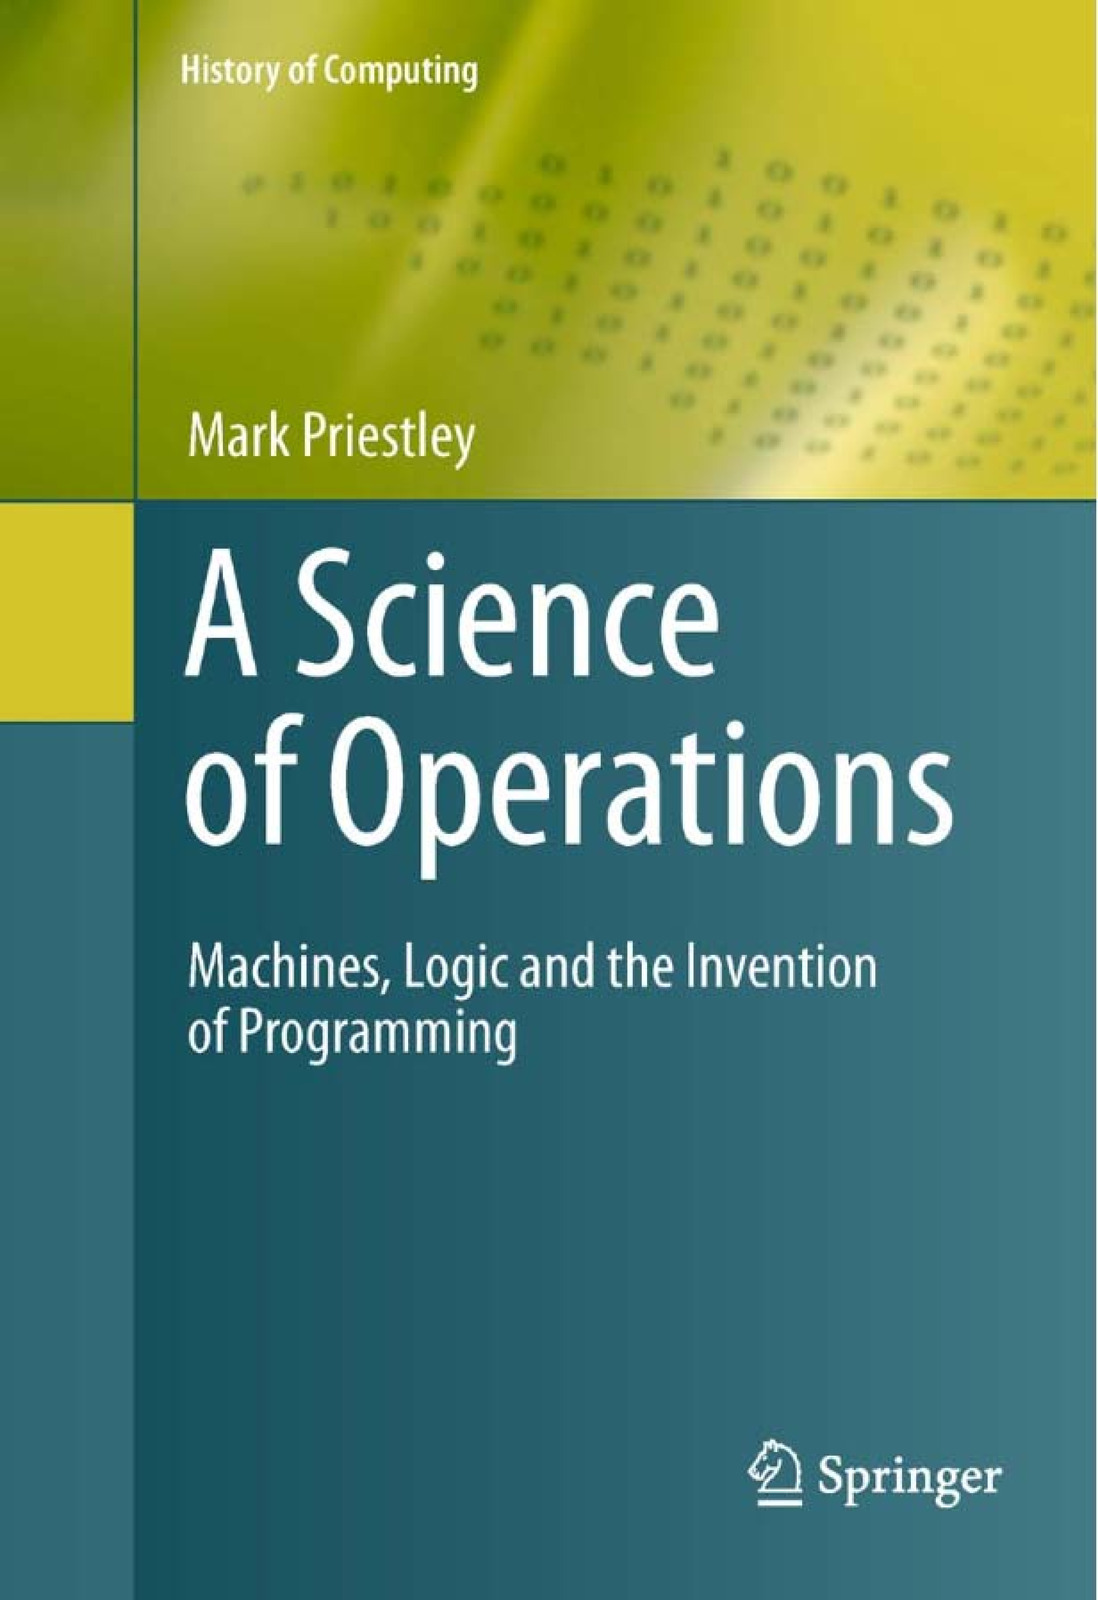 History of Computing
Mark Priestley
A Science
of Operations
Machines, Logic and the Invention
of Programming
Springer